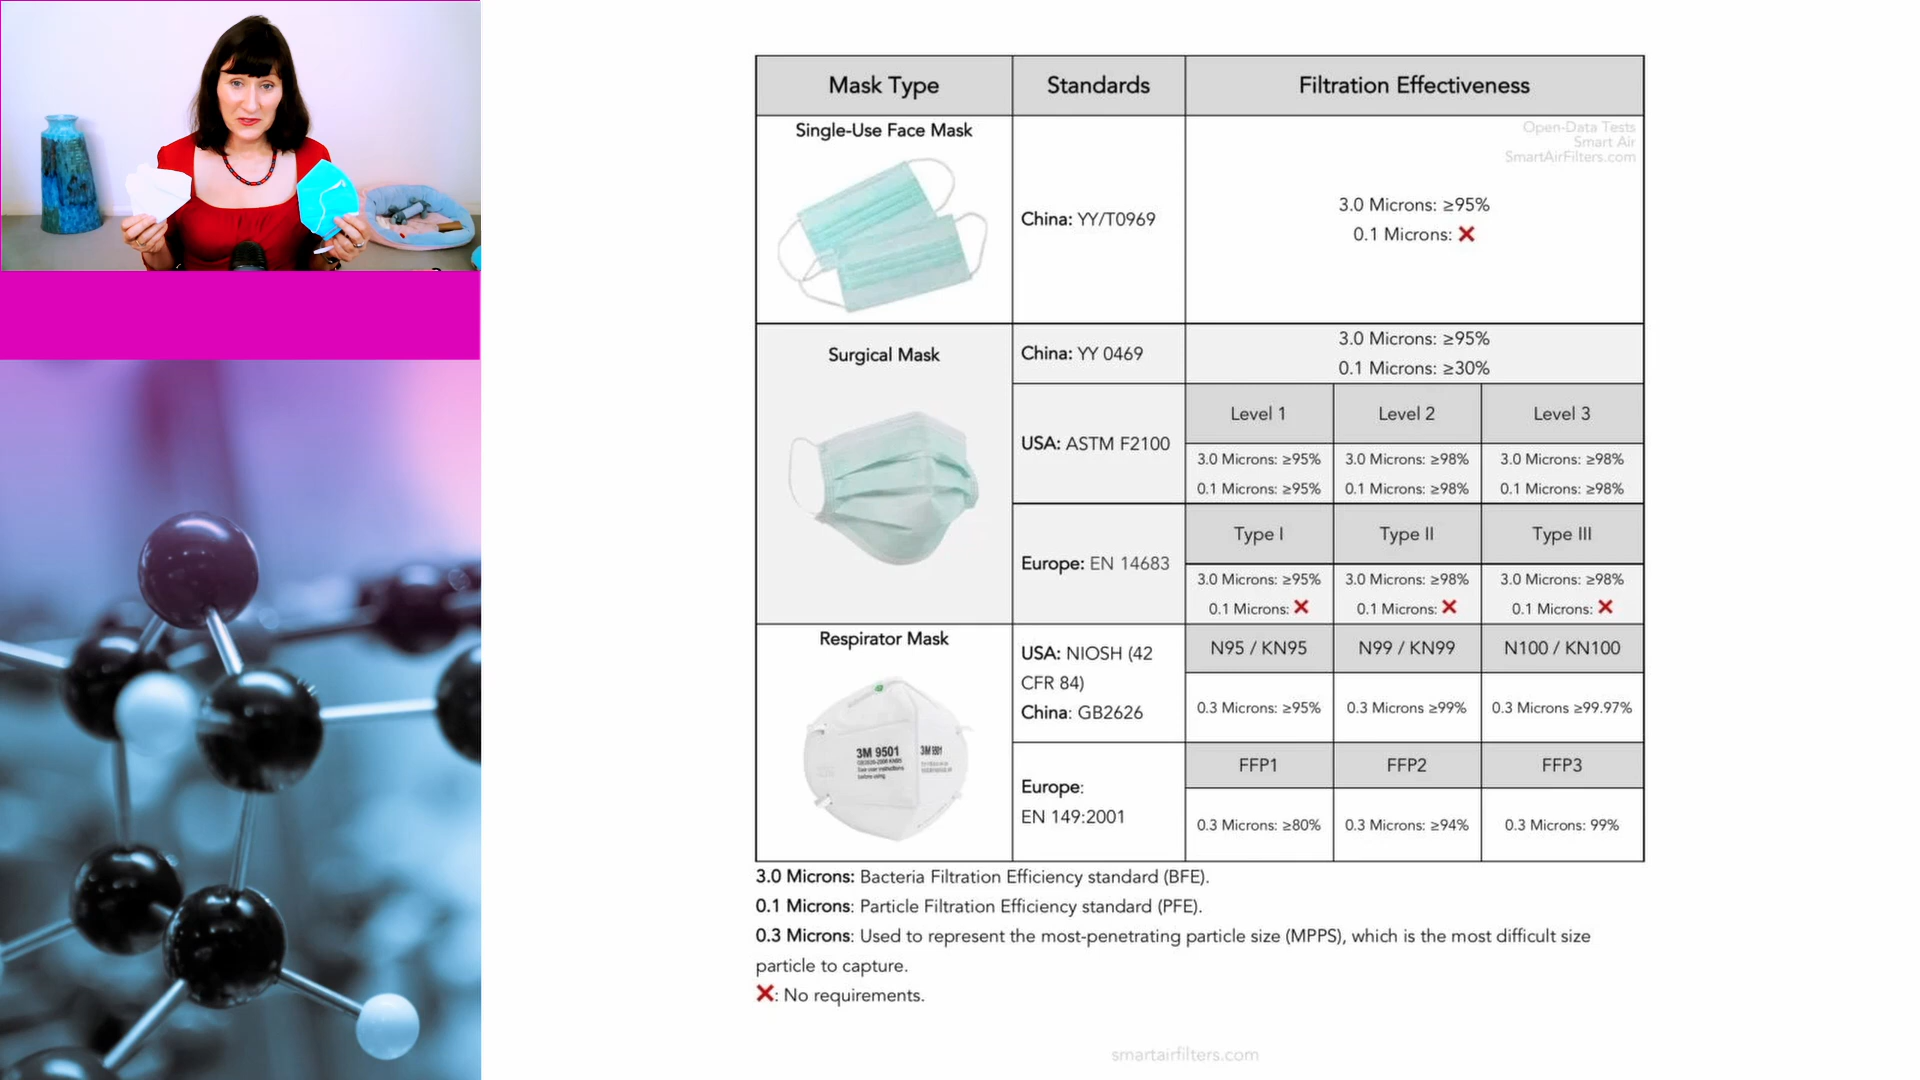 Mask Type
Standards
Filtration Effectiveness
Single-Use Face Mask
China: YY/T0969
Open-Data Tests
Smart Air
SmartAirFilters.com
3.0 Microns: ≥95%
0.1 Microns: ❌
Surgical Mask
China: YY 0469
3.0 Microns: ≥95%
0.1 Microns: ≥30%
USA: ASTM F2100
Level 1
Level 2
Level 3
3.0 Microns: ≥95%
3.0 Microns: ≥98%
3.0 Microns: ≥98%
0.1 Microns: ≥95%
0.1 Microns: ≥98%
0.1 Microns: ≥98%
Europe: EN 14683
Type I
Type II
Type III
3.0 Microns: ≥95%
3.0 Microns: ≥98%
3.0 Microns: ≥98%
0.1 Microns: ❌
0.1 Microns: ❌
0.1 Microns: ❌
Respirator Mask
3M 9501
USA: NIOSH (42
CFR 84)
China: GB2626
N95 / KN95
N99 / KN99
N100 / KN100
0.3 Microns: ≥95%
0.3 Microns ≥99%
0.3 Microns ≥99.97%
Europe:
EN 149:2001
FFP1
FFP2
FFP3
0.3 Microns: ≥80%
0.3 Microns: ≥94%
0.3 Microns: 99%
3.0 Microns: Bacteria Filtration Efficiency standard (BFE).
0.1 Microns: Particle Filtration Efficiency standard (PFE).
0.3 Microns: Used to represent the most-penetrating particle size (MPPS), which is the most difficult size
particle to capture.
❌: No requirements.
smartairfilters.com